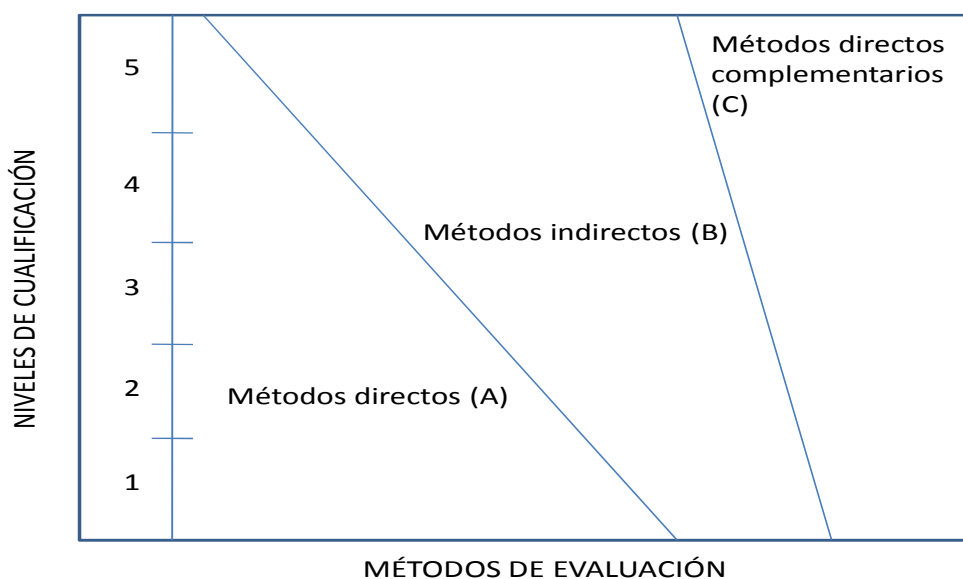 Métodos directos
complementarios
(C)
5
4
Métodos indirectos (B)
3
2
Métodos directos (A)
1
NIVELES DE CUALIFICACIÓN
MÉTODOS DE EVALUACIÓN